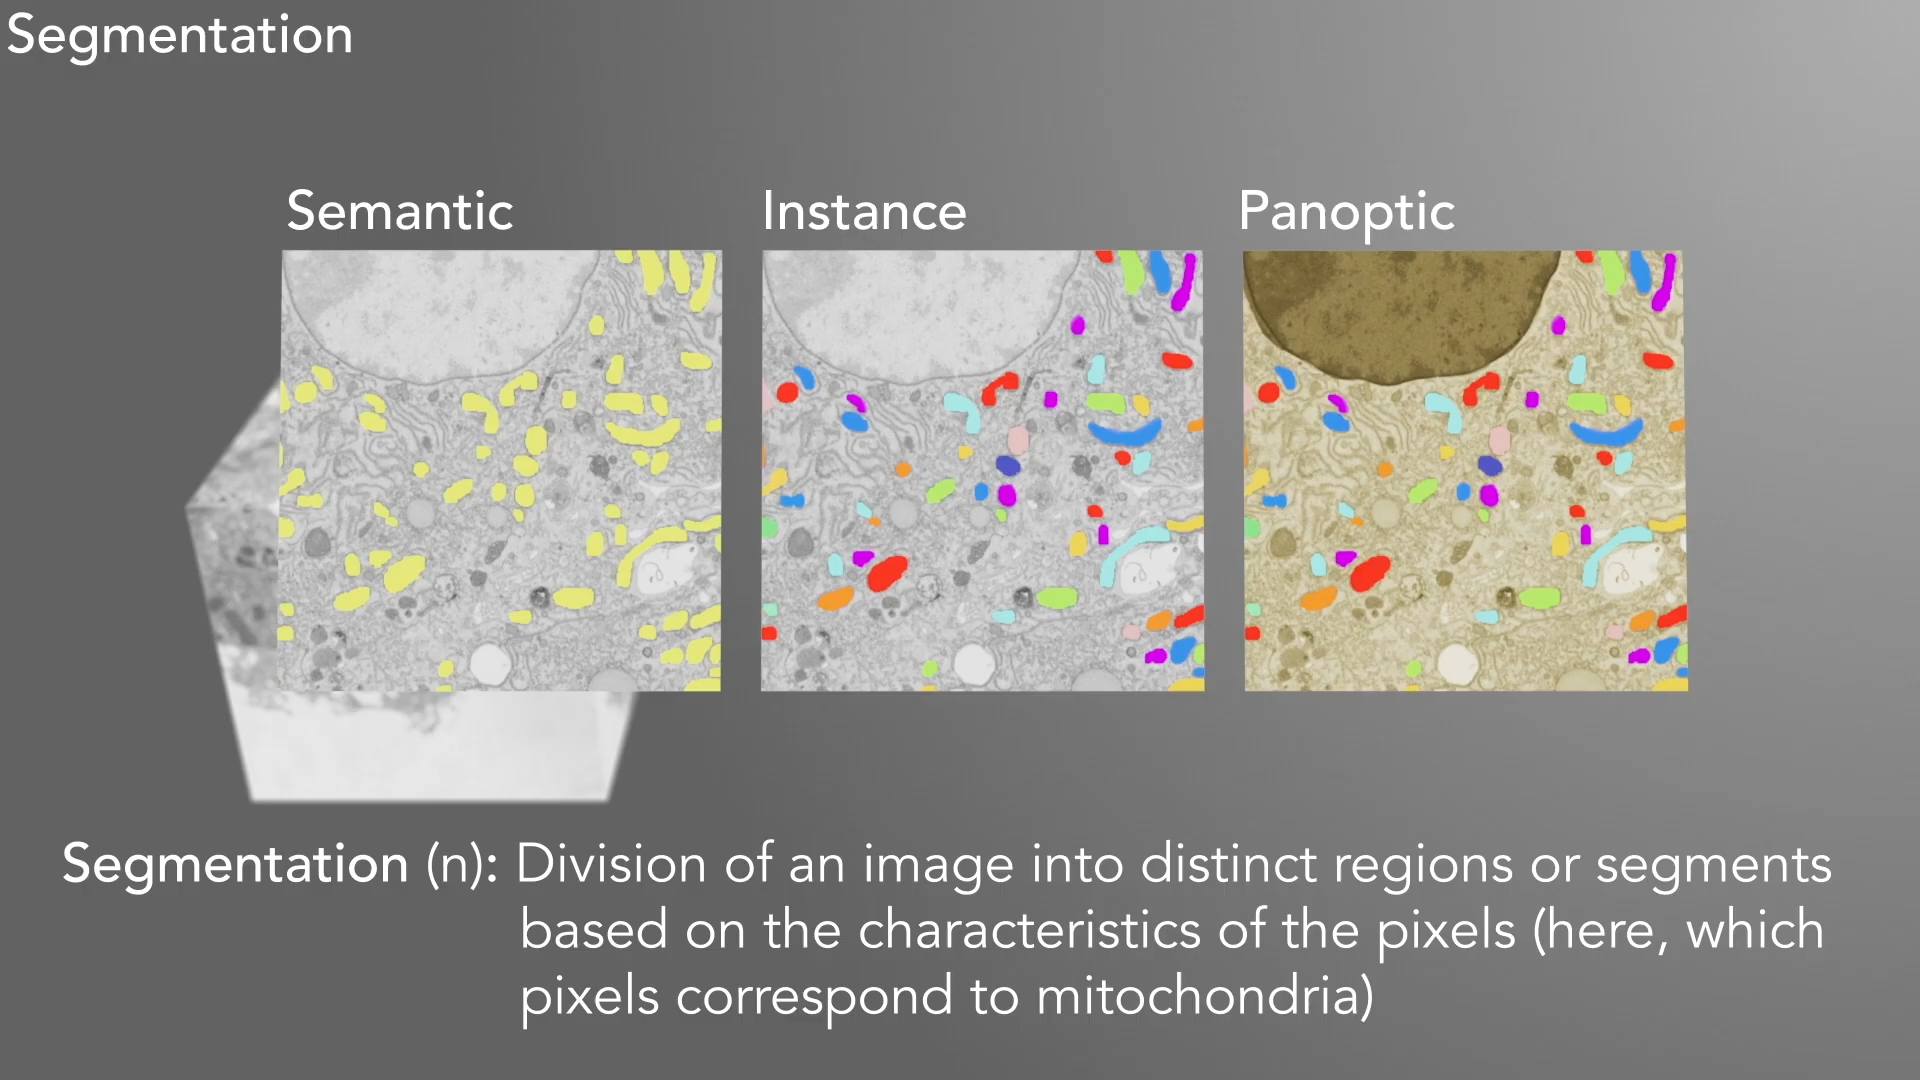 Segmentation
Semantic
Instance
Panoptic
Segmentation (n): Division of an image into distinct regions or segments
based on the characteristics of the pixels (here, which
pixels correspond to mitochondria)